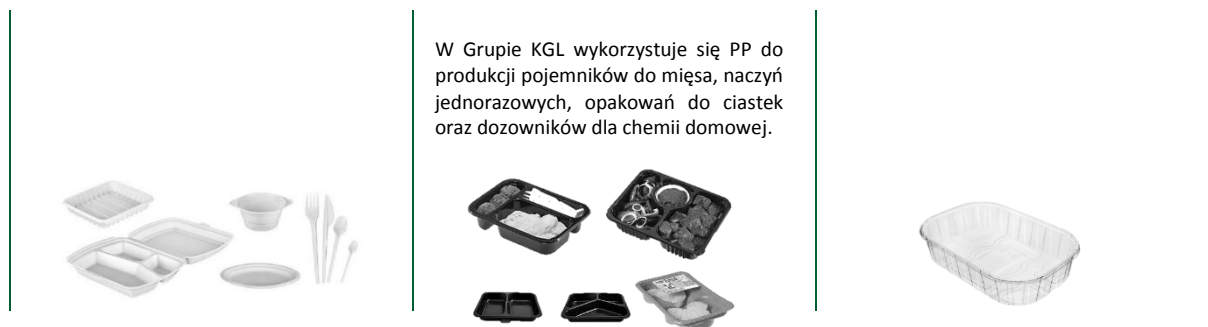 W Grupie KGL wykorzystuje się PP do
produkcji pojemników do mięsa, naczyń
jednorazowych, opakowań do ciastek
oraz dozowników dla chemii domowej.